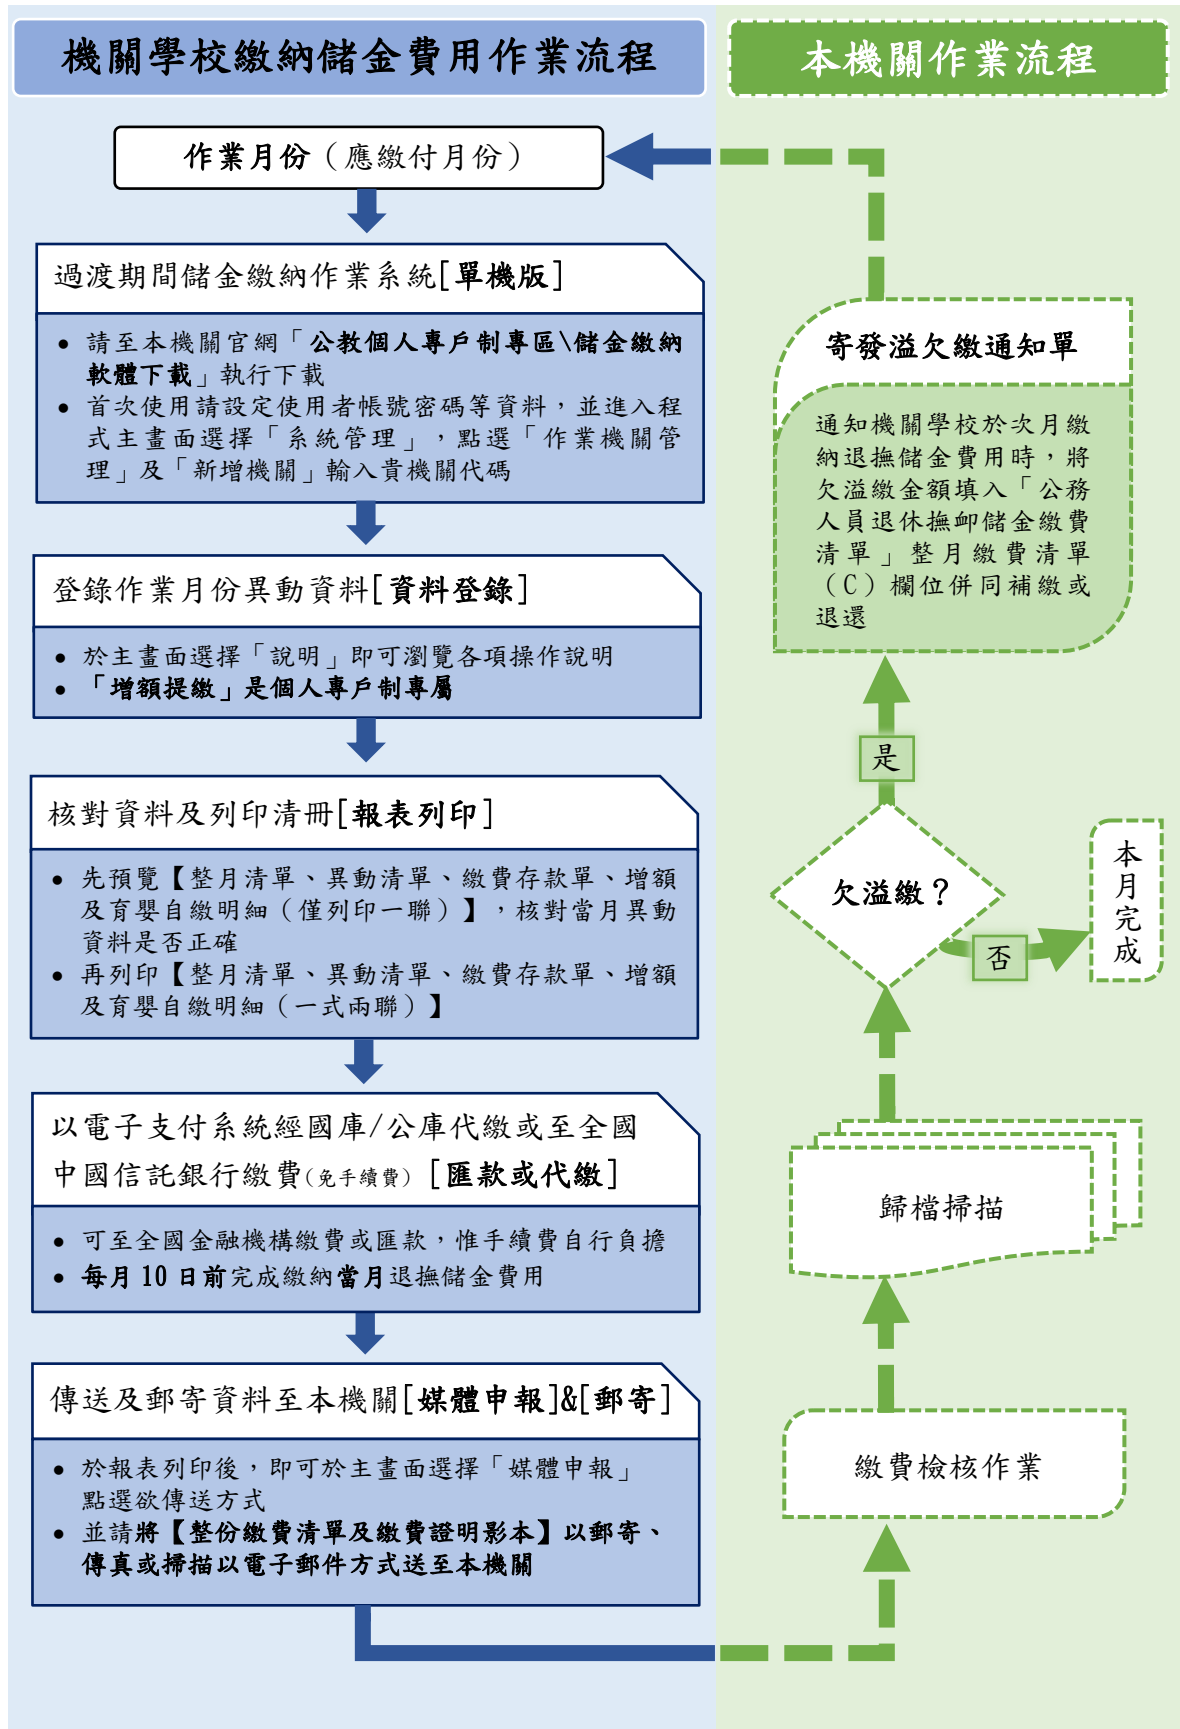 機關學校繳納儲金費用作業流程
作業月份（應繳付月份）
過渡期間儲金繳納作業系統[單機版]
• 請至本機關官網「公教個人專戶制專區\儲金繳納
軟體下載」執行下載
• 首次使用請設定使用者帳號密碼等資料，並進入程
式主畫面選擇「系統管理」，點選「作業機關管
理」及「新增機關」輸入貴機關代碼
登錄作業月份異動資料[資料登錄]
• 於主畫面選擇「說明」即可瀏覽各項操作說明
• 「增額提繳」是個人專戶制專屬
核對資料及列印清冊[報表列印]
• 先預覽【整月清單、異動清單、繳費存款單、增額
及育嬰自繳明細（僅列印一聯）】，核對當月異動
資料是否正確
• 再列印【整月清單、異動清單、繳費存款單、增額
及育嬰自繳明細（一式兩聯）】
以電子支付系統經國庫/公庫代繳或至全國
中國信託銀行繳費(免手續費) [匯款或代繳]
• 可至全國金融機構繳費或匯款，惟手續費自行負擔
• 每月 10 日前完成繳納當月退撫儲金費用
傳送及郵寄資料至本機關[媒體申報]&[郵寄]
• 於報表列印後，即可於主畫面選擇「媒體申報」
點選欲傳送方式
• 並請將【整份繳費清單及繳費證明影本】以郵寄、
傳真或掃描以電子郵件方式送至本機關
本機關作業流程
寄發溢欠繳通知單
通知機關學校於次月繳
納退撫儲金費用時，將
欠溢繳金額填入「公務
人員退休撫卹儲金繳費
清單」整月繳費清單
（C）欄位併同補繳或
退還
是
欠溢繳？
否
本月完成
歸檔掃描
繳費檢核作業